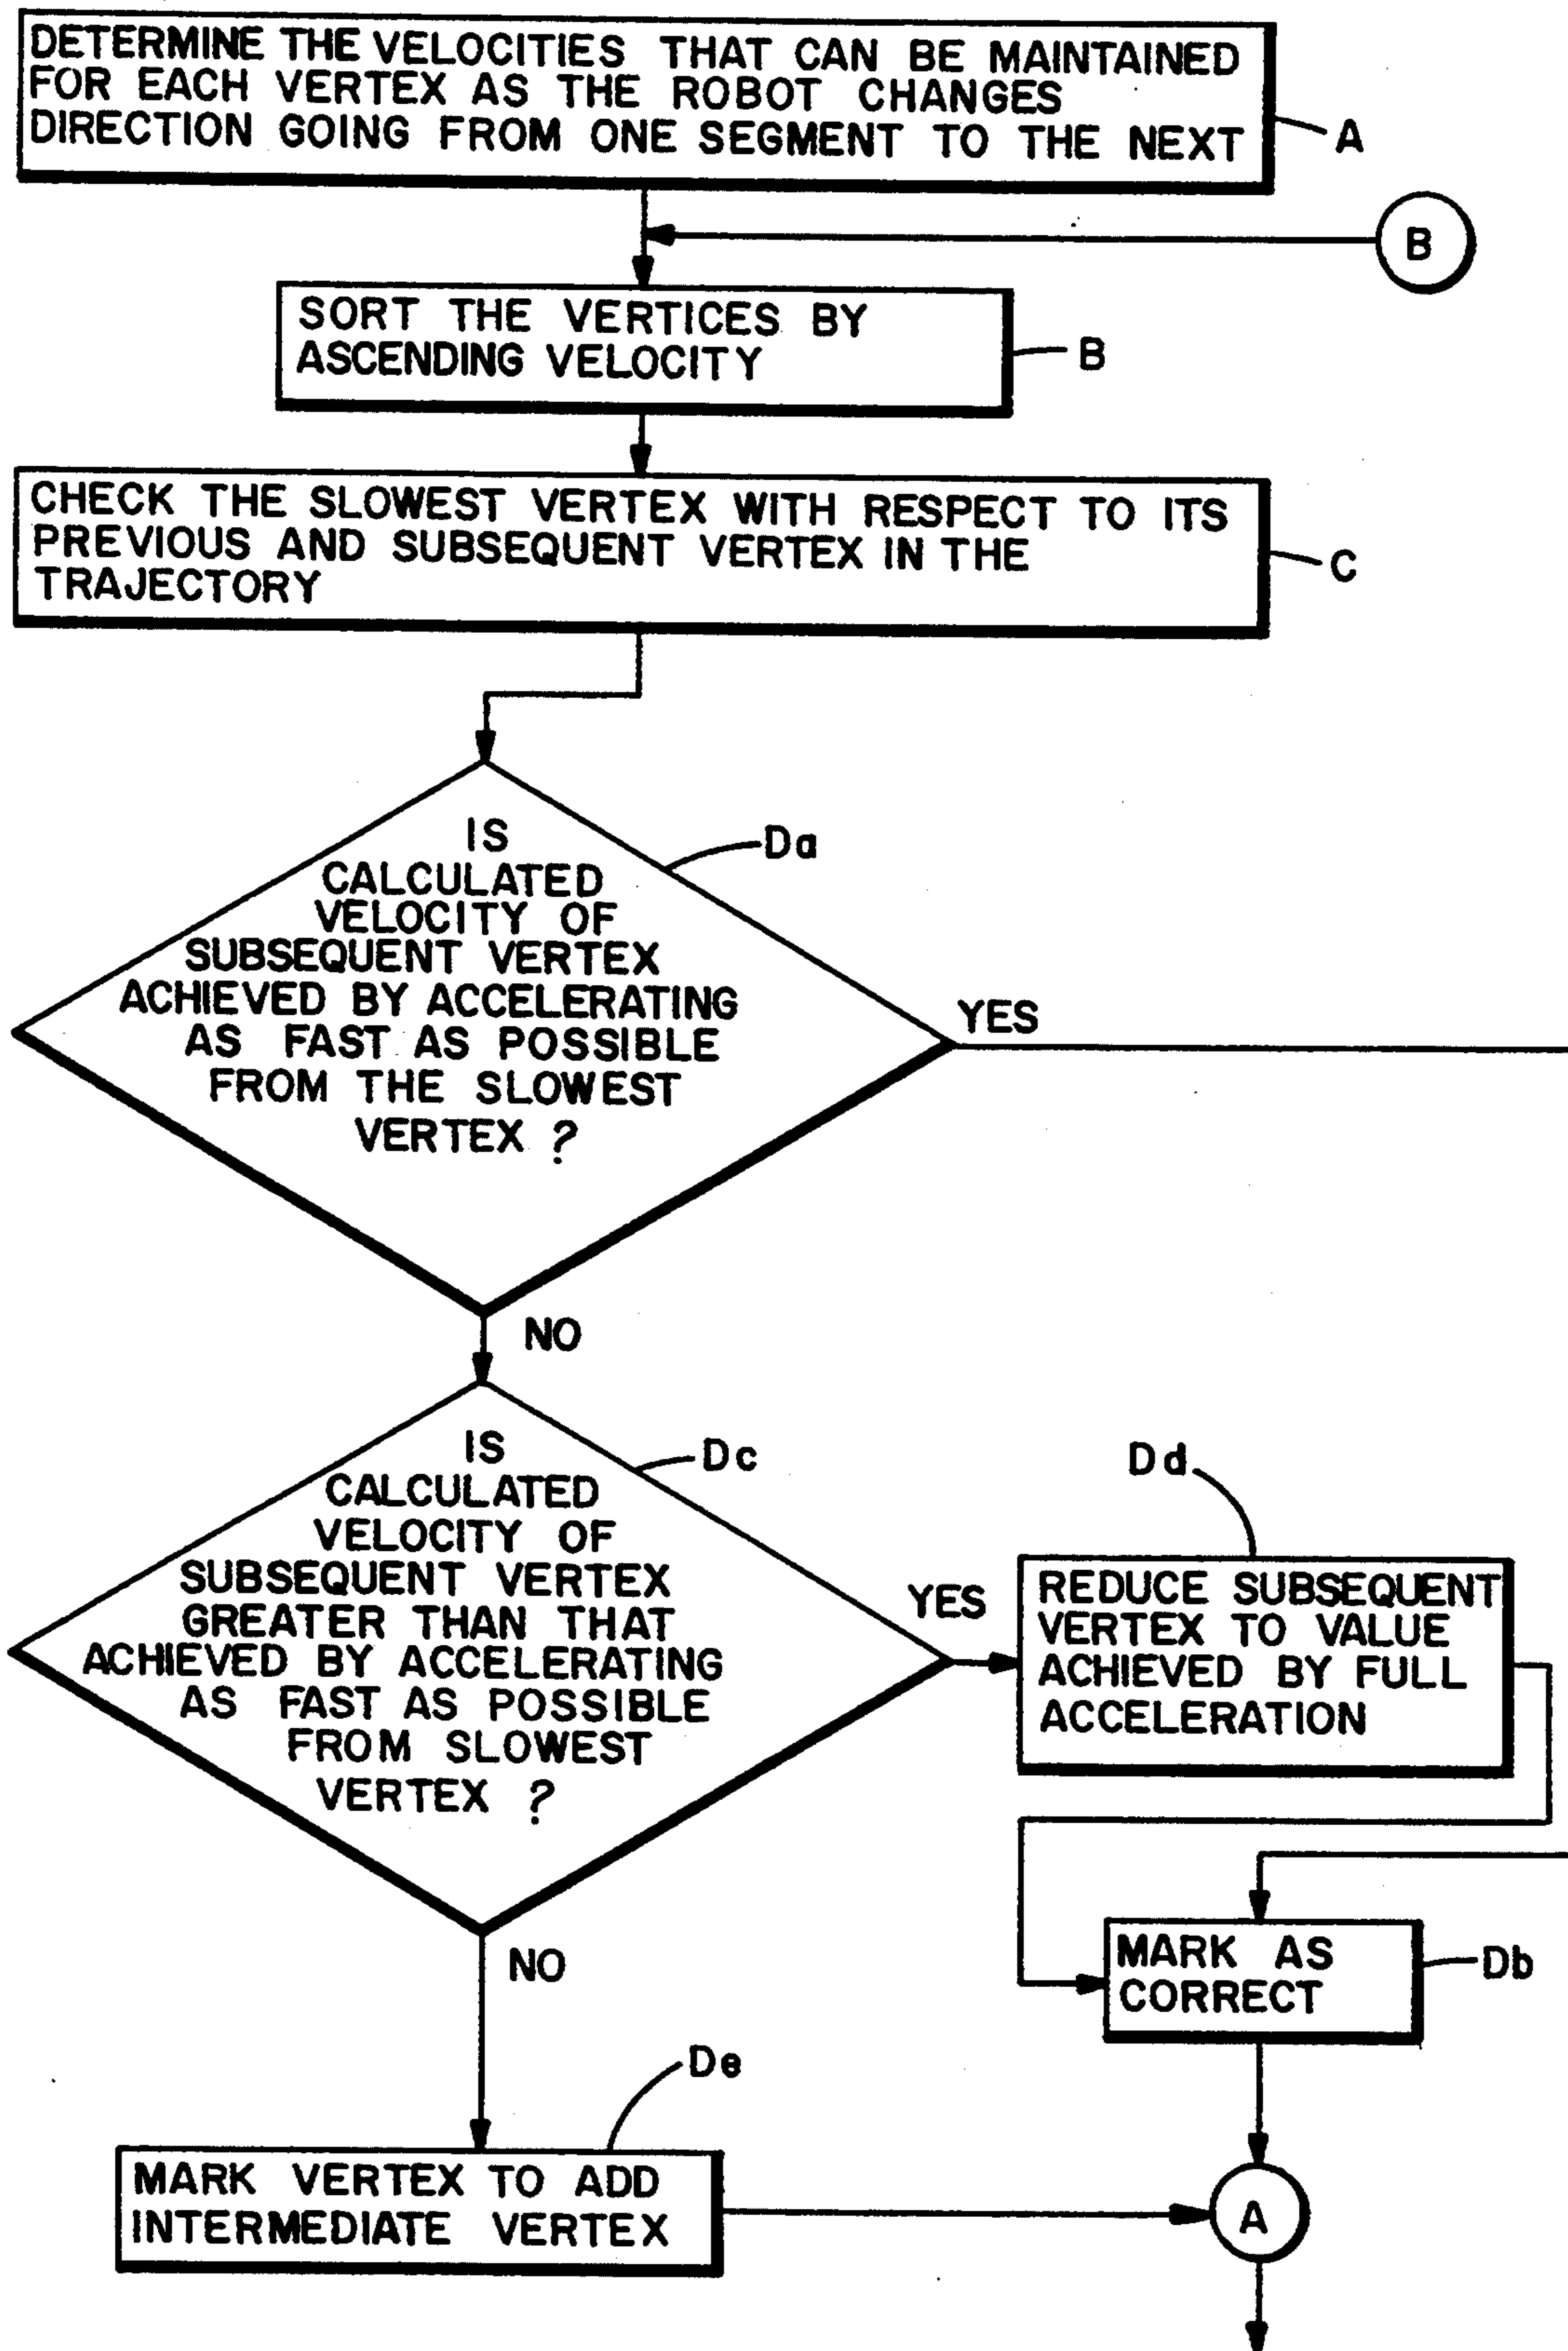 DETERMINE THE VELOCITIES THAT CAN BE MAINTAINED
FOR EACH VERTEX AS THE ROBOT CHANGES
DIRECTION GOING FROM ONE SEGMENT TO THE NEXT
A
B
SORT THE VERTICES BY
ASCENDING VELOCITY
B
CHECK THE SLOWEST VERTEX WITH RESPECT TO ITS
PREVIOUS AND SUBSEQUENT VERTEX IN THE
TRAJECTORY
C
IS
CALCULATED
VELOCITY OF
SUBSEQUENT VERTEX
ACHIEVED BY ACCELERATING
AS FAST AS POSSIBLE
FROM THE SLOWEST
VERTEX ?
Da
YES
NO
IS
CALCULATED
VELOCITY OF
SUBSEQUENT VERTEX
GREATER THAN THAT
ACHIEVED BY ACCELERATING
AS FAST AS POSSIBLE
FROM SLOWEST
VERTEX ?
Dc
YES
Dd
REDUCE SUBSEQUENT
VERTEX TO VALUE
ACHIEVED BY FULL
ACCELERATION
NO
MARK AS
CORRECT
Db
De
MARK VERTEX TO ADD
INTERMEDIATE VERTEX
A